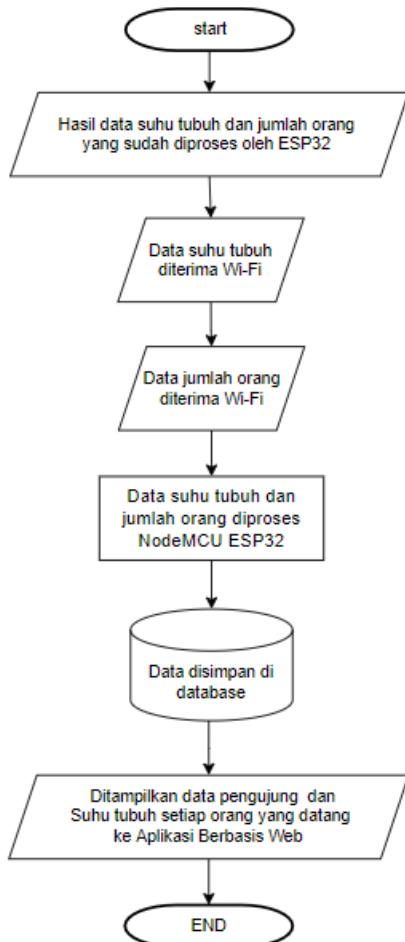 start
Hasil data suhu tubuh dan jumlah orang
yang sudah diproses oleh ESP32
Data suhu tubuh
diterima Wi-Fi
Data jumlah orang
diterima Wi-Fi
Data suhu tubuh dan
jumlah orang diproses
NodeMCU ESP32
Data disimpan di
database
Ditampilkan data pengujung dan
Suhu tubuh setiap orang yang datang
ke Aplikasi Berbasis Web
END